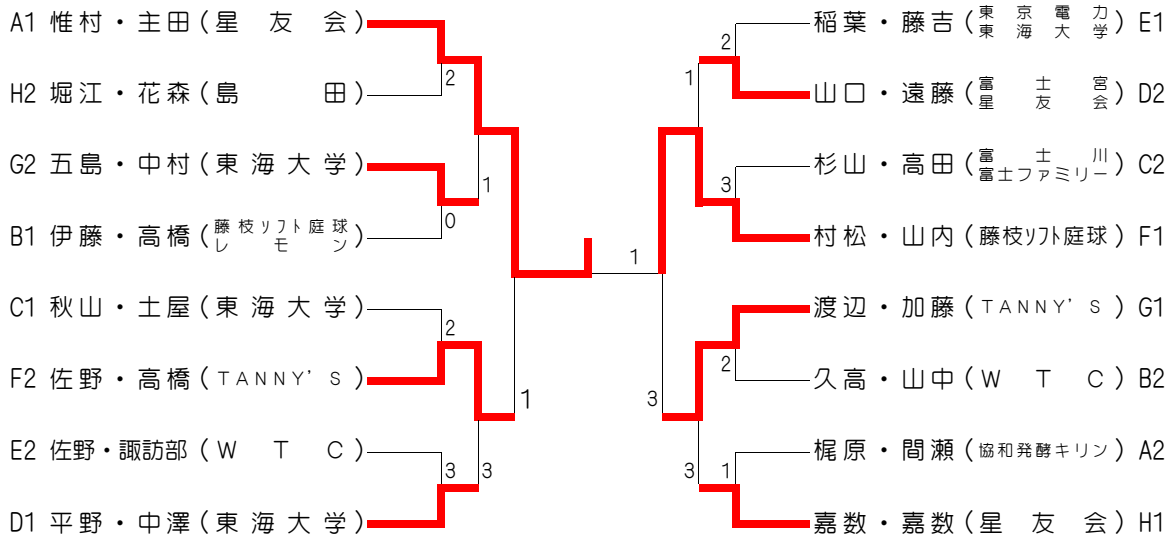 A1 惟村・主田(星友会)
2
H2 堀江・花森(島田)
G2 五島・中村(東海大学)
1
0
B1 伊藤・高橋(藤枝ソフト庭球
レモン)
C1 秋山・土屋(東海大学)
2
F2 佐野・高橋(TANNY'S)
1
E2 佐野・諏訪部(WTC)
3
3
D1 平野・中澤(東海大学)
1
稲葉・藤吉(東京電力
東海大学) E1
2
1
山口・遠藤(富士宮
星友会) D2
杉山・高田(富士川
富士ファミリー) C2
3
村松・山内(藤枝ソフト庭球) F1
渡辺・加藤(TANNY'S) G1
2
久高・山中(WTC) B2
3
梶原・間瀬(協和発酵キリン) A2
3
1
嘉数・嘉数(星友会) H1